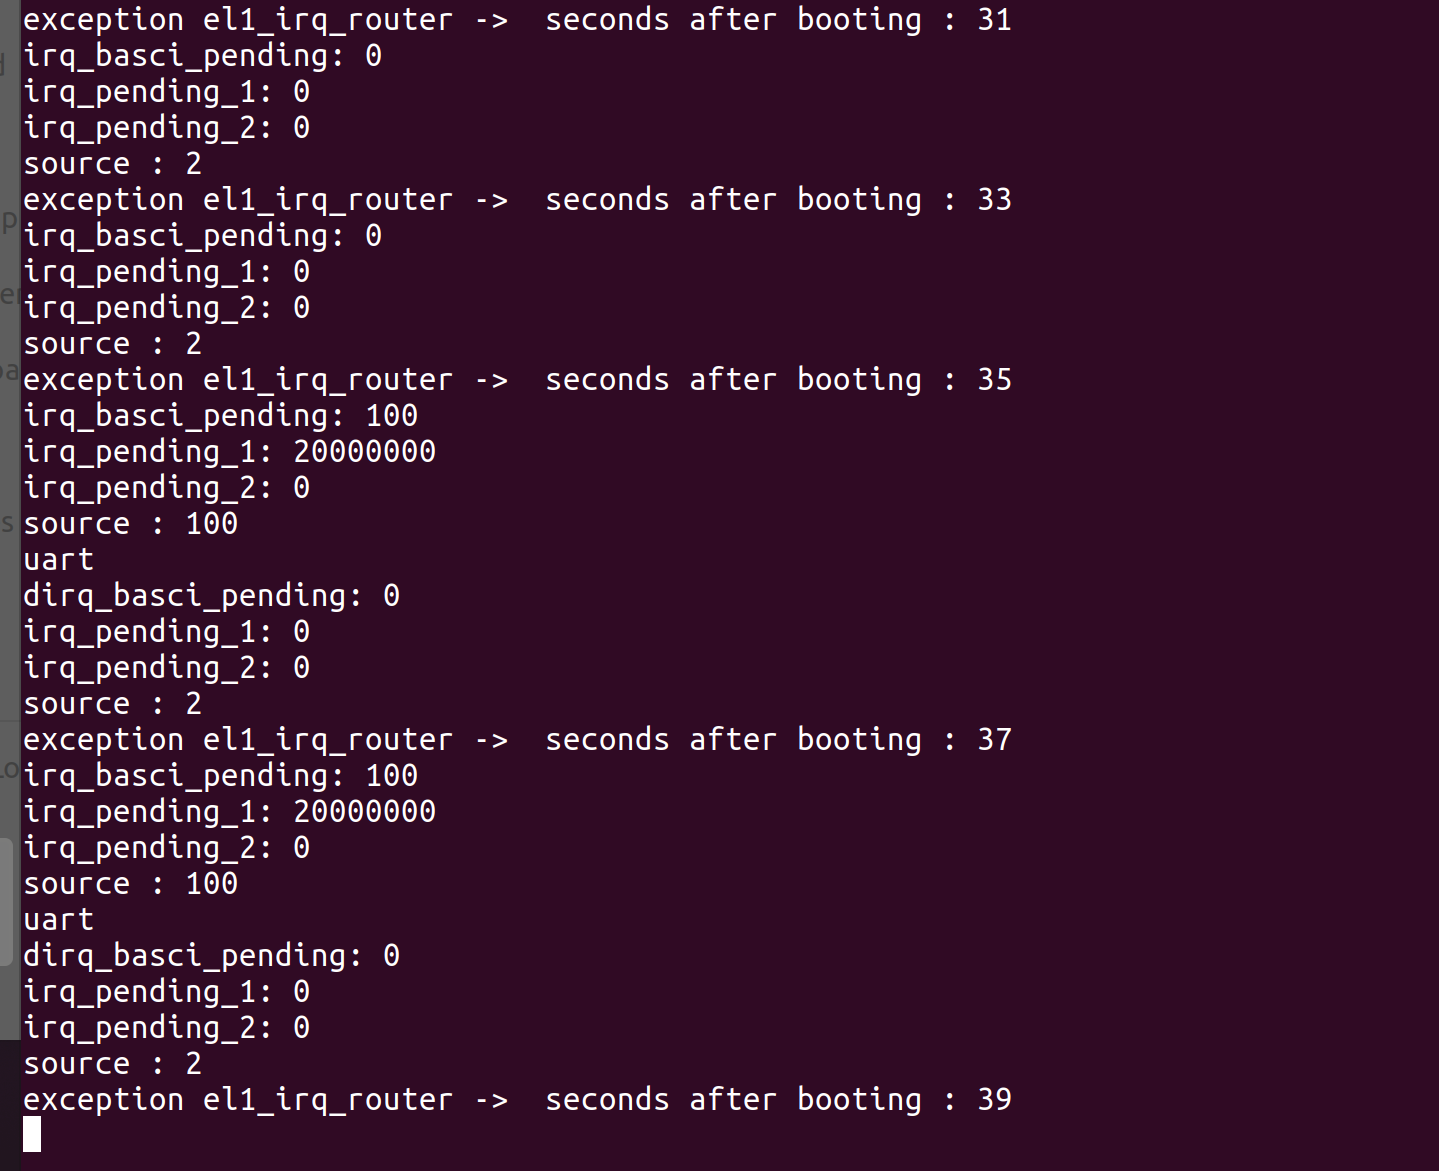 exception el1_irq_router ->  seconds after booting : 31
irq_basci_pending: 0
irq_pending_1: 0
irq_pending_2: 0
source : 2
exception el1_irq_router ->  seconds after booting : 33
irq_basci_pending: 0
irq_pending_1: 0
irq_pending_2: 0
source : 2
exception el1_irq_router ->  seconds after booting : 35
irq_basci_pending: 100
irq_pending_1: 20000000
irq_pending_2: 0
source : 100
uart
dirq_basci_pending: 0
irq_pending_1: 0
irq_pending_2: 0
source : 2
exception el1_irq_router ->  seconds after booting : 37
irq_basci_pending: 100
irq_pending_1: 20000000
irq_pending_2: 0
source : 100
uart
dirq_basci_pending: 0
irq_pending_1: 0
irq_pending_2: 0
source : 2
exception el1_irq_router ->  seconds after booting : 39